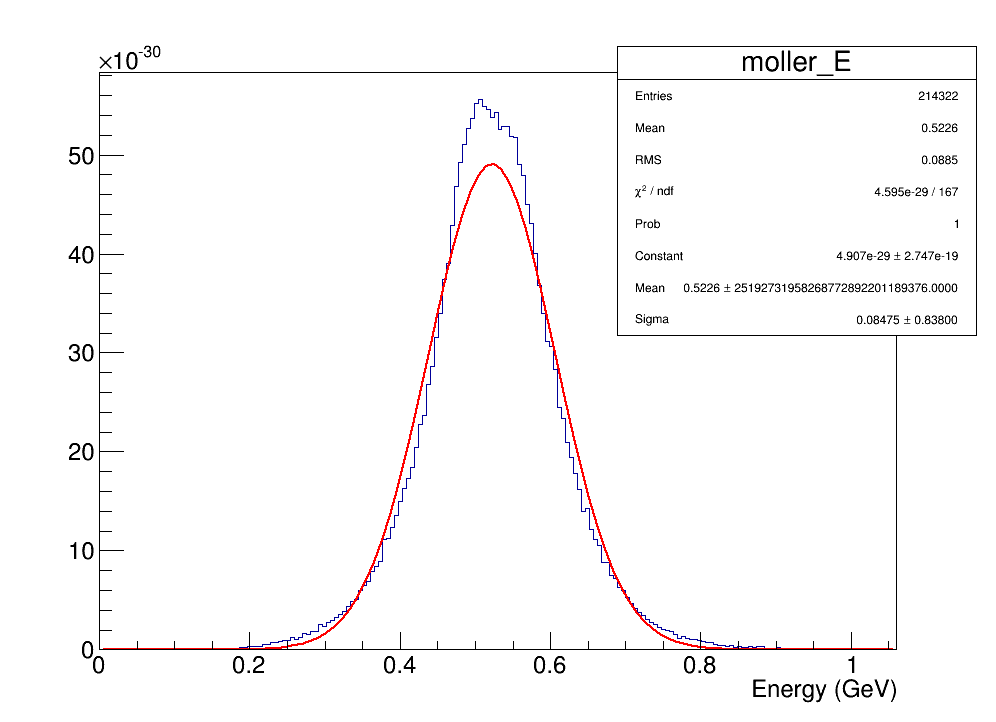 ×10⁻³⁰
moller_E
Entries 214322
Mean 0.5226
RMS 0.0885
χ² / ndf 4.595e-29 / 167
Prob 1
Constant 4.907e-29 ± 2.747e-19
Mean 0.5226 ± 2519273195826877289220118937​6.0000
Sigma 0.08475 ± 0.83800
50
40
30
20
10
0
0 0.2 0.4 0.6 0.8 1
Energy (GeV)